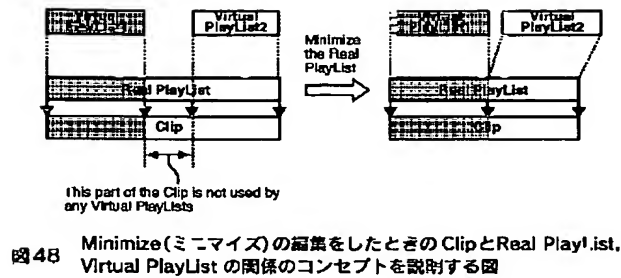 Virtual
PlayList2
Virtual
PlayList2
Minimize
the Real
PlayList
Real PlayList
Real PlayList
Clip
Clip
This part of the Clip is not used by
any Virtual PlayLists
図48 Minimize(ミニマイズ)の編集をしたときの ClipとReal PlayList,
Virtual PlayList の関係のコンセプトを説明する図